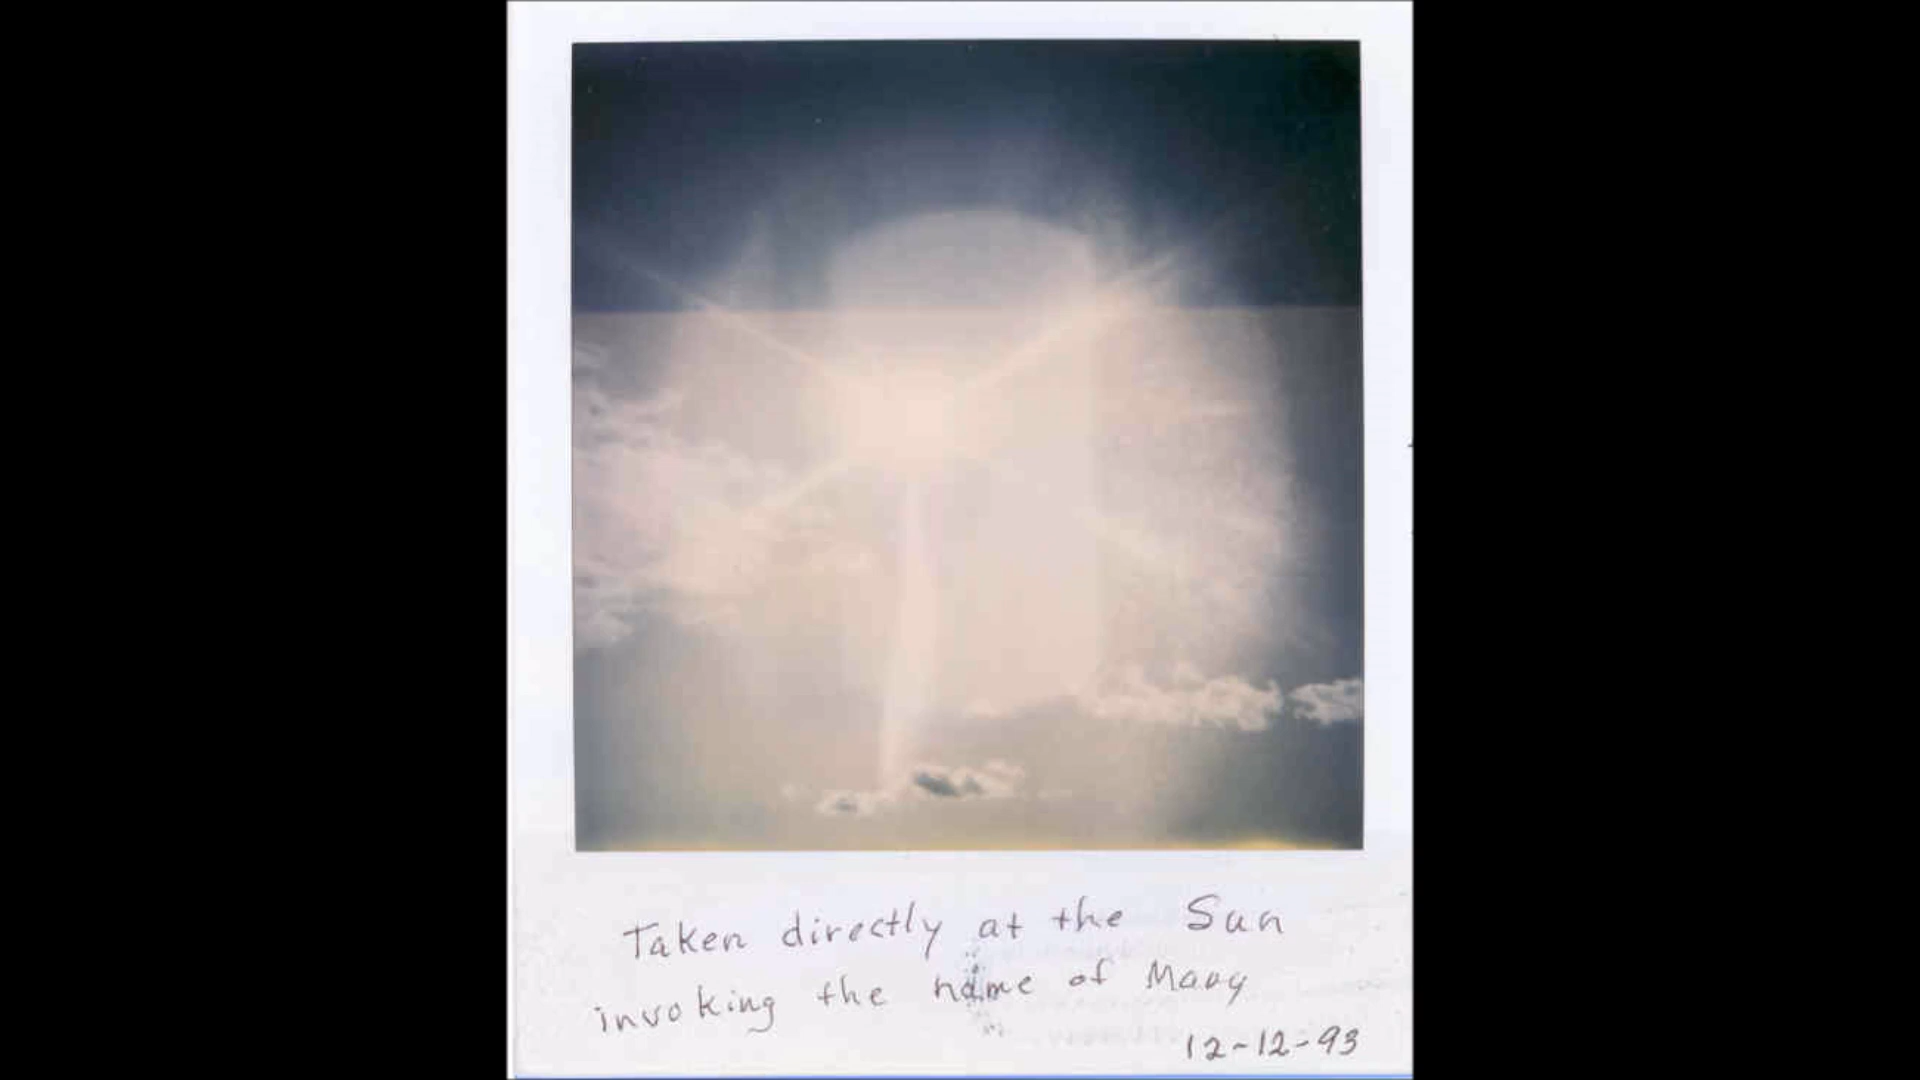 Taken directly at the Sun
invoking the name of Mary
12-12-93